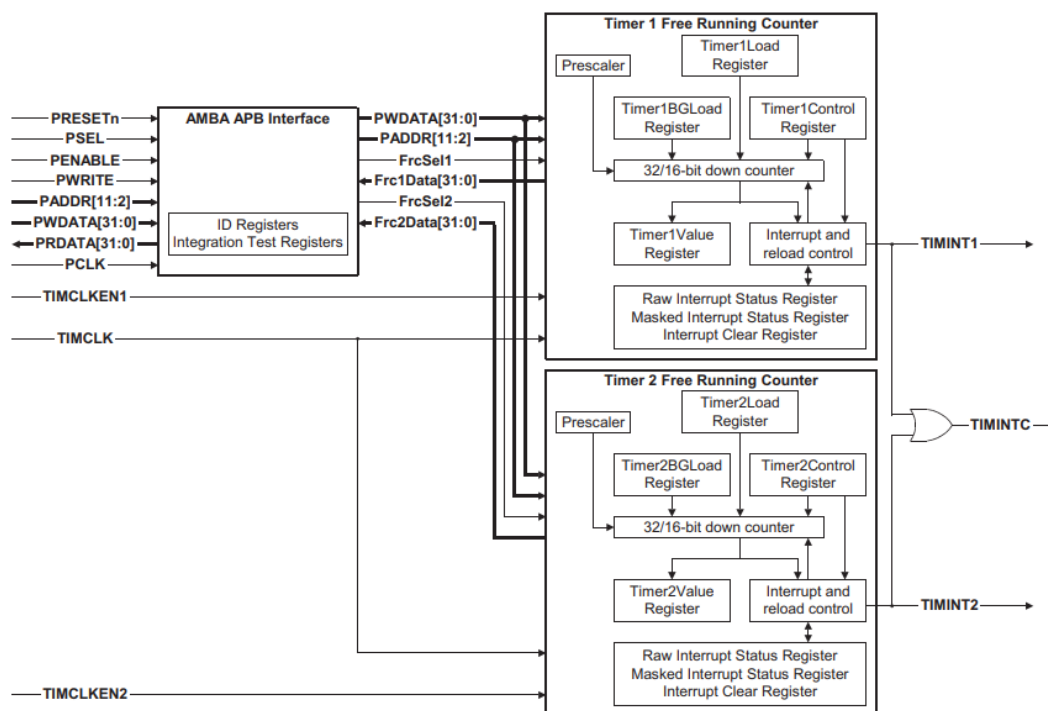 Timer 1 Free Running Counter
Timer1Load
Register
Prescaler
Timer1BGLoad
Register
Timer1Control
Register
32/16-bit down counter
Timer1Value
Register
Interrupt and
reload control
Raw Interrupt Status Register
Masked Interrupt Status Register
Interrupt Clear Register
PRESETn
PSEL
PENABLE
PWRITE
PADDR[11:2]
PWDATA[31:0]
PRDATA[31:0]
PCLK
AMBA APB Interface
ID Registers
Integration Test Registers
PWDATA[31:0]
PADDR[11:2]
FrcSel1
Frc1Data[31:0]
FrcSel2
Frc2Data[31:0]
TIMCLKEN1
TIMCLK
TIMINT1
Timer 2 Free Running Counter
Timer2Load
Register
Prescaler
Timer2BGLoad
Register
Timer2Control
Register
32/16-bit down counter
Timer2Value
Register
Interrupt and
reload control
Raw Interrupt Status Register
Masked Interrupt Status Register
Interrupt Clear Register
TIMINTC
TIMINT2
TIMCLKEN2